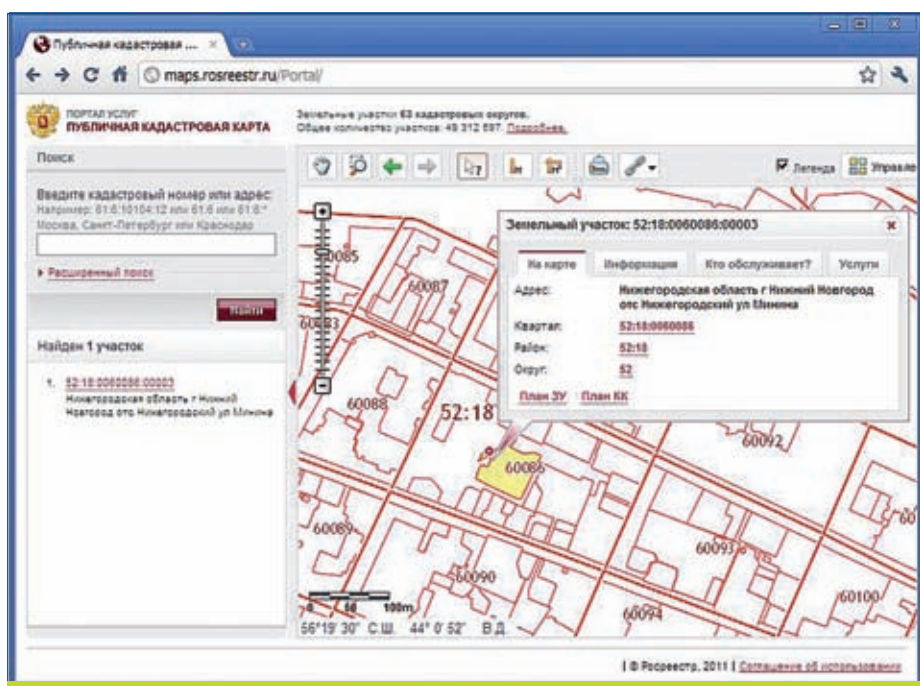 Публичная кадастровая ...
maps.rosreestr.ru/Portal/
ПОРТАЛ УСЛУГ
ПУБЛИЧНАЯ КАДАСТРОВАЯ КАРТА
Земельные участки 63 кадастровых округов.
Общее количество участков: 49 312 697. Подробнее.
Поиск
Введите кадастровый номер или адрес:
Например: 61:6:10104:12 или 61:6 или 61:6:*
Москва, Санкт-Петербург или Краснодар
Расширенный поиск
Найти
Найден 1 участок
1. 52:18:0060086:00003
Нижегородская область г Нижний
Новгород отс Нижегородский ул Минина
Легенда
Управле
Земельный участок: 52:18:0060086:00003
На карте Информация Кто обслуживает? Услуги
Адрес: Нижегородская область г Нижний Новгород
отс Нижегородский ул Минина
Квартал: 52:18:0060086
Район: 52:18
Округ: 52
План ЗУ План КК
60087
60088
52:18
60086
60092
60089
60090
60093
60094
60100
0 50 100m
56°19' 30" С.Ш. 44° 0' 52" В.Д.
| © Росреестр, 2011 | Соглашение об использовании